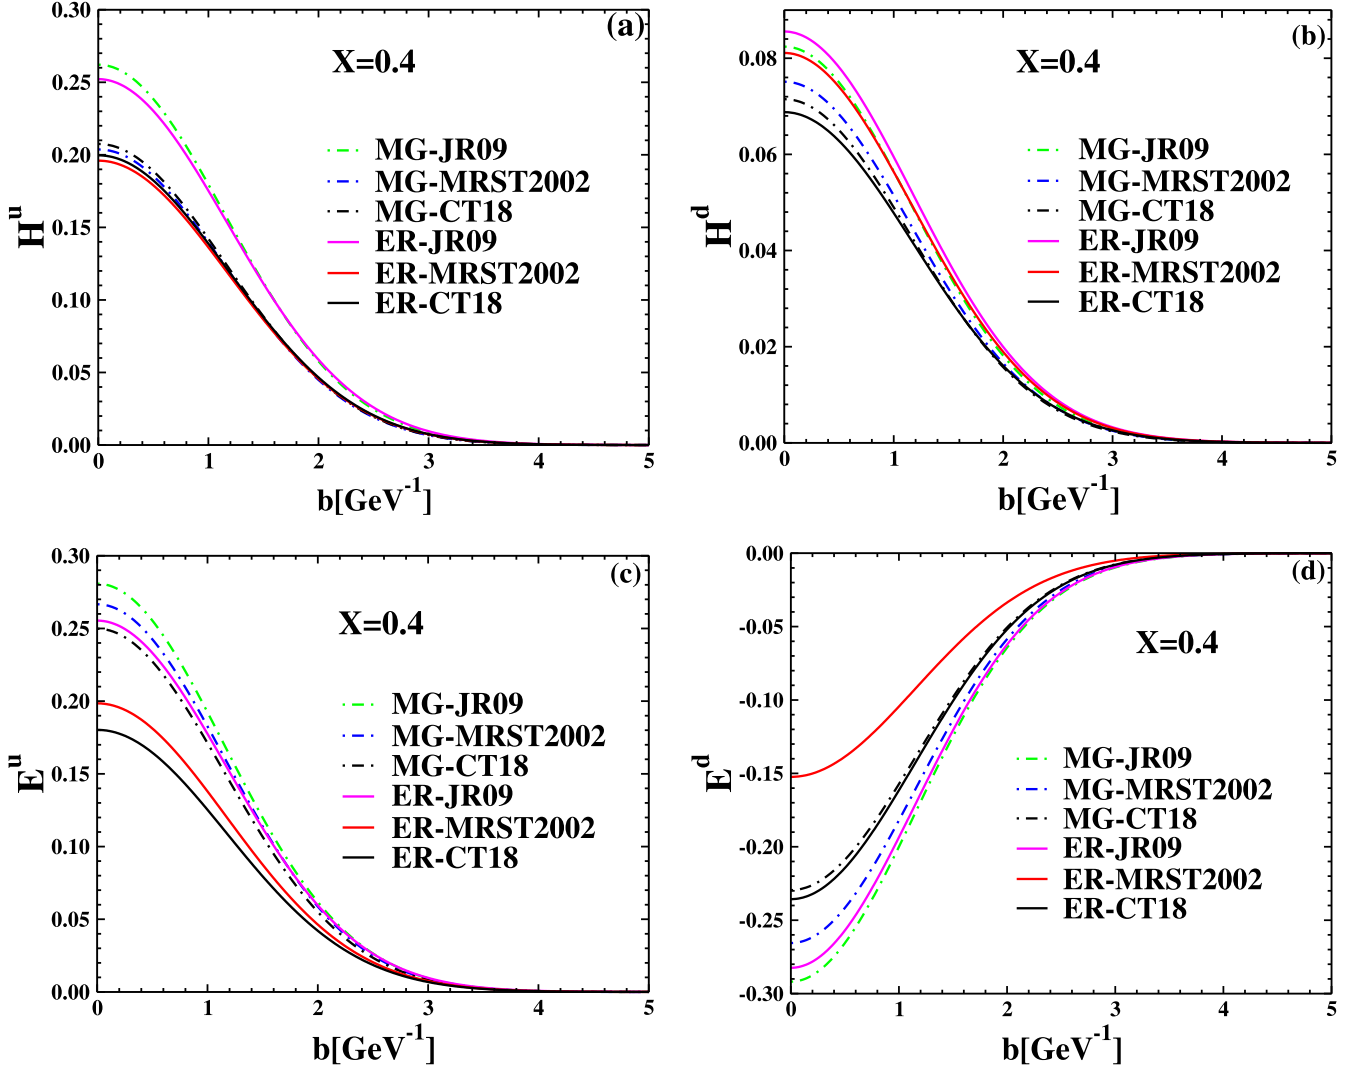 (a)
X=0.4
MG-JR09
MG-MRST2002
MG-CT18
ER-JR09
ER-MRST2002
ER-CT18
H^u
0.30
0.25
0.20
0.15
0.10
0.05
0.00
0 1 2 3 4 5
b[GeV^-1]
(b)
X=0.4
MG-JR09
MG-MRST2002
MG-CT18
ER-JR09
ER-MRST2002
ER-CT18
H^d
0.08
0.06
0.04
0.02
0.00
0 1 2 3 4 5
b[GeV^-1]
(c)
X=0.4
MG-JR09
MG-MRST2002
MG-CT18
ER-JR09
ER-MRST2002
ER-CT18
E^u
0.30
0.25
0.20
0.15
0.10
0.05
0.00
0 1 2 3 4 5
b[GeV^-1]
(d)
X=0.4
MG-JR09
MG-MRST2002
MG-CT18
ER-JR09
ER-MRST2002
ER-CT18
E^d
0.00
-0.05
-0.10
-0.15
-0.20
-0.25
-0.30
0 1 2 3 4 5
b[GeV^-1]